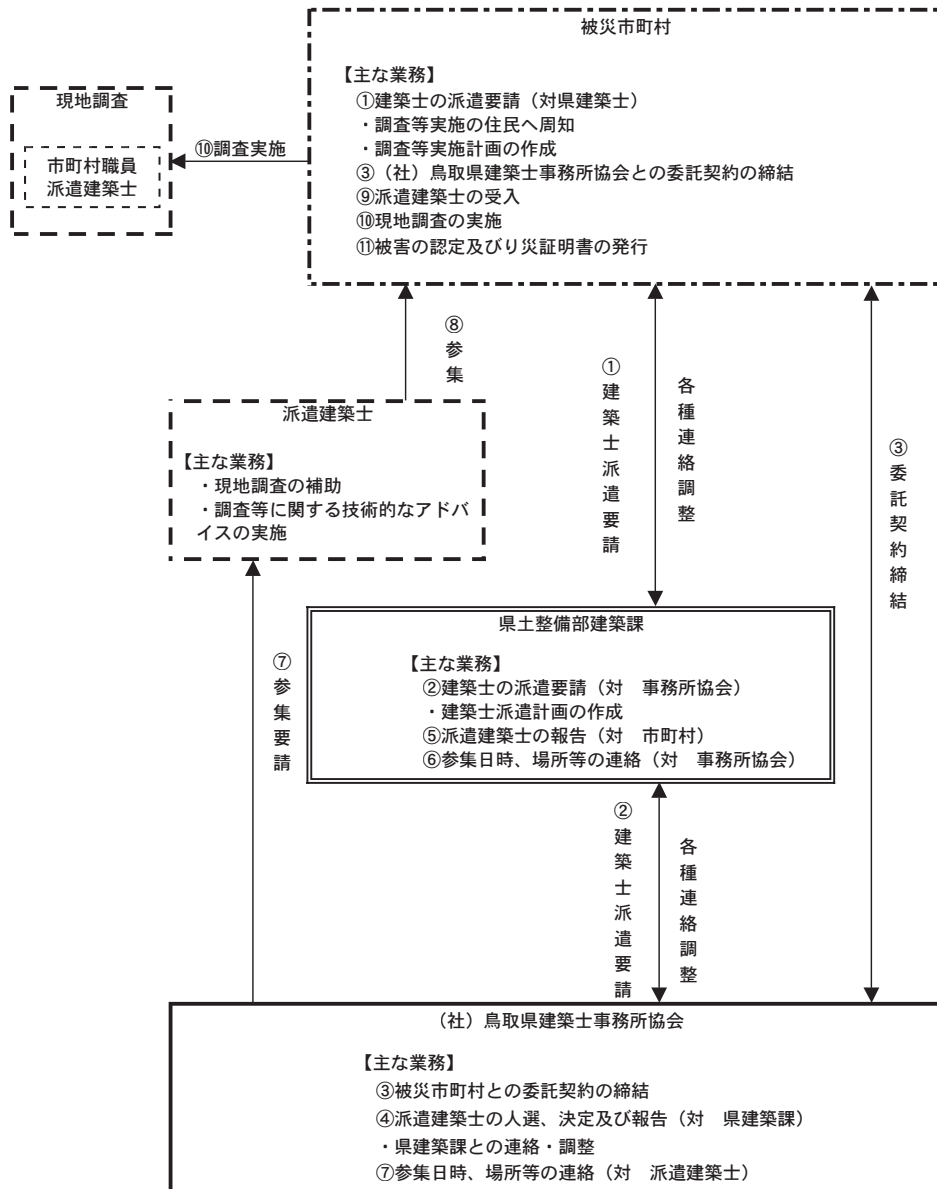 被災市町村
【主な業務】
①建築士の派遣要請（対県建築士）
・調査等実施の住民へ周知
・調査等実施計画の作成
③（社）鳥取県建築士事務所協会との委託契約の締結
⑨派遣建築士の受入
⑩現地調査の実施
⑪被害の認定及びり災証明書の発行
現地調査
市町村職員
派遣建築士
⑩調査実施
⑧参集
①建築士派遣要請
各種連絡調整
③委託契約締結
派遣建築士
【主な業務】
・現地調査の補助
・調査等に関する技術的なアドバ
イスの実施
⑦参集要請
県土整備部建築課
【主な業務】
②建築士の派遣要請（対　事務所協会）
・建築士派遣計画の作成
⑤派遣建築士の報告（対　市町村）
⑥参集日時、場所等の連絡（対　事務所協会）
②建築士派遣要請
各種連絡調整
（社）鳥取県建築士事務所協会
【主な業務】
③被災市町村との委託契約の締結
④派遣建築士の人選、決定及び報告（対　県建築課）
・県建築課との連絡・調整
⑦参集日時、場所等の連絡（対　派遣建築士）